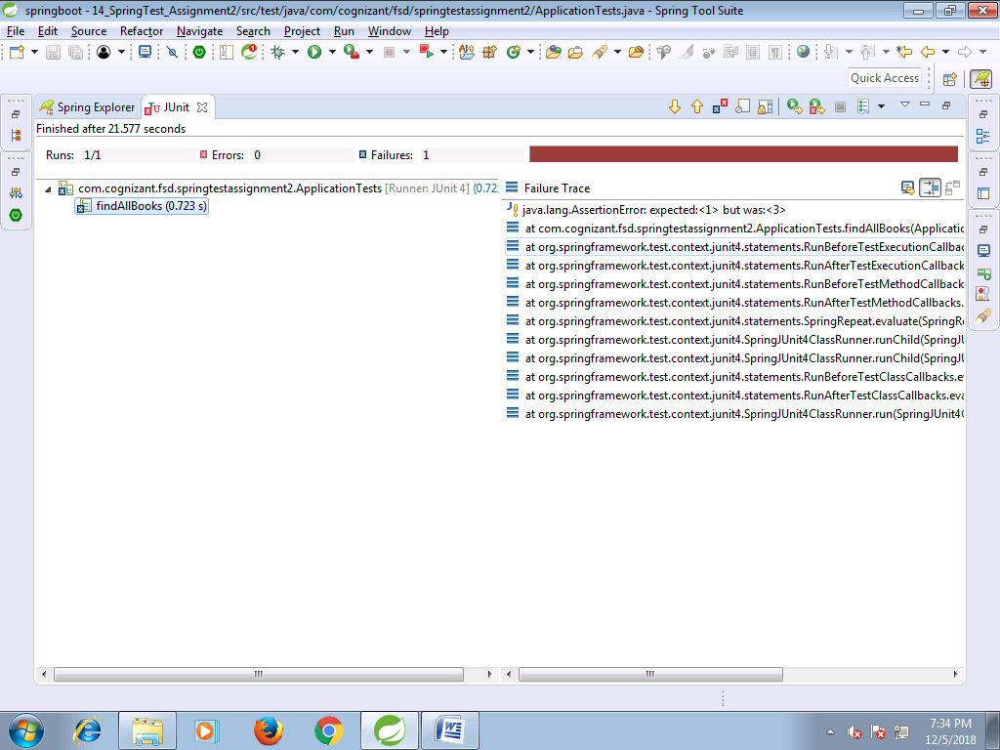 springboot - 14_SpringTest_Assignment2/src/test/java/com/cognizant/fsd/springtestassignment2/ApplicationTests.java - Spring Tool Suite
File Edit Source Refactor Navigate Search Project Run Window Help
Quick Access
Spring Explorer JUnit
Finished after 21.577 seconds
Runs: 1/1 Errors: 0 Failures: 1
com.cognizant.fsd.springtestassignment2.ApplicationTests [Runner: JUnit 4] (0.72
findAllBooks (0.723 s)
Failure Trace
java.lang.AssertionError: expected:<1> but was:<3>
at com.cognizant.fsd.springtestassignment2.ApplicationTests.findAllBooks(Applicatio
at org.springframework.test.context.junit4.statements.RunBeforeTestExecutionCallbac
at org.springframework.test.context.junit4.statements.RunAfterTestExecutionCallback
at org.springframework.test.context.junit4.statements.RunBeforeTestMethodCallback
at org.springframework.test.context.junit4.statements.RunAfterTestMethodCallbacks.
at org.springframework.test.context.junit4.statements.SpringRepeat.evaluate(SpringRe
at org.springframework.test.context.junit4.SpringJUnit4ClassRunner.runChild(SpringJU
at org.springframework.test.context.junit4.SpringJUnit4ClassRunner.runChild(SpringJU
at org.springframework.test.context.junit4.statements.RunBeforeTestClassCallbacks.ev
at org.springframework.test.context.junit4.statements.RunAfterTestClassCallbacks.eva
at org.springframework.test.context.junit4.SpringJUnit4ClassRunner.run(SpringJUnit4C
7:34 PM
12/5/2018